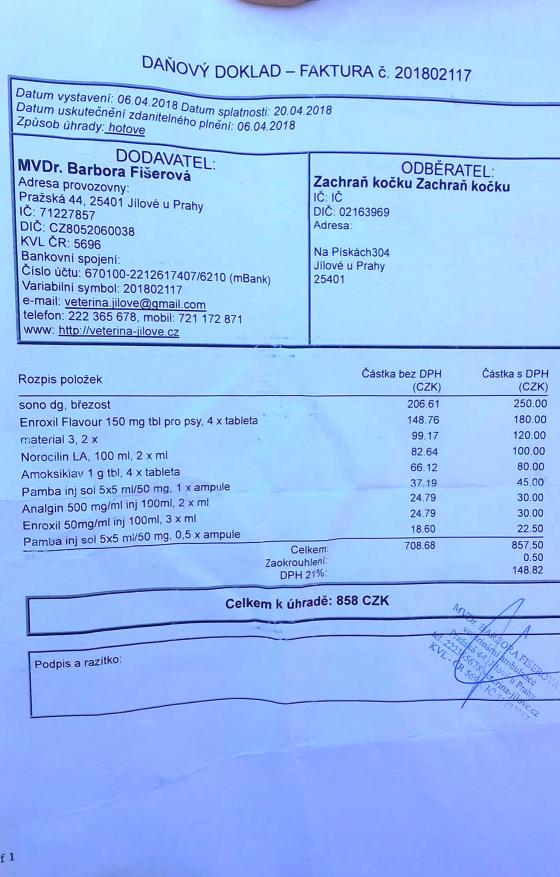 DAŇOVÝ DOKLAD – FAKTURA č. 201802117
Datum vystavení: 06.04.2018 Datum splatnosti: 20.04.2018
Datum uskutečnění zdanitelného plnění: 06.04.2018
Způsob úhrady: hotove
DODAVATEL:
MVDr. Barbora Fišerová
Adresa provozovny:
Pražská 44, 25401 Jílové u Prahy
IČ: 71227857
DIČ: CZ8052060038
KVL ČR: 5696
Bankovní spojení:
Číslo účtu: 670100-2212617407/6210 (mBank)
Variabilní symbol: 201802117
e-mail: veterina.jilove@gmail.com
telefon: 222 365 678, mobil: 721 172 871
www: http://veterina-jilove.cz
ODBĚRATEL:
Zachraň kočku Zachraň kočku
IČ: IČ
DIČ: 02163969
Adresa:
Na Pískách304
Jílové u Prahy
25401
Rozpis položek Částka bez DPH (CZK) Částka s DPH (CZK)
sono dg, březost 206.61 250.00
Enroxil Flavour 150 mg tbl pro psy, 4 x tableta 148.76 180.00
material 3, 2 x 99.17 120.00
Norocilin LA, 100 ml, 2 x ml 82.64 100.00
Amoksiklav 1 g tbl, 4 x tableta 66.12 80.00
Pamba inj sol 5x5 ml/50 mg, 1 x ampule 37.19 45.00
Analgin 500 mg/ml inj 100ml, 2 x ml 24.79 30.00
Enroxil 50mg/ml inj 100ml, 3 x ml 24.79 30.00
Pamba inj sol 5x5 ml/50 mg, 0,5 x ampule 18.60 22.50
Celkem: 708.68 857.50
Zaokrouhlení: 0.50
DPH 21%: 148.82
Celkem k úhradě: 858 CZK
Podpis a razítko:
MVDr. BARBORA FIŠEROVÁ
veterinární ambulance
Pražská 44, Jílové u Prahy
f 1